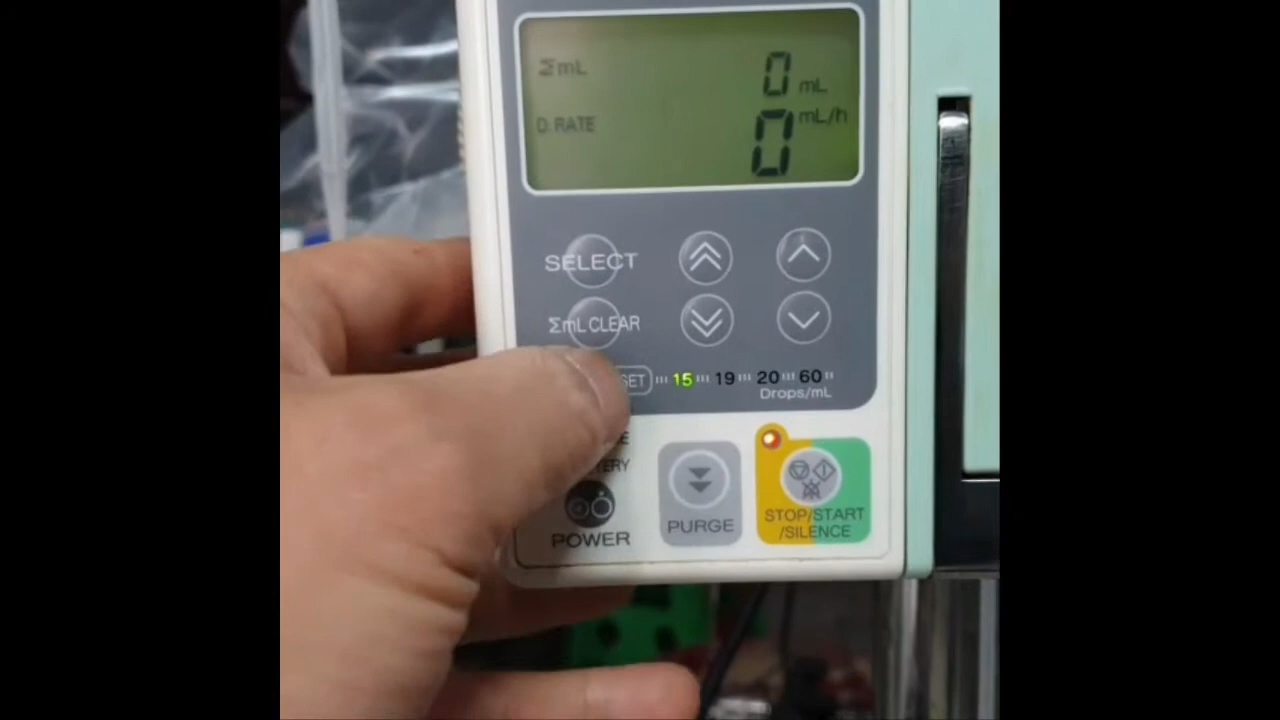 ΣmL 0 mL
D. RATE 0 mL/h
SELECT
ΣmL CLEAR
SET 15 19 20 60
Drops/mL
PURGE
STOP/START
/SILENCE
POWER